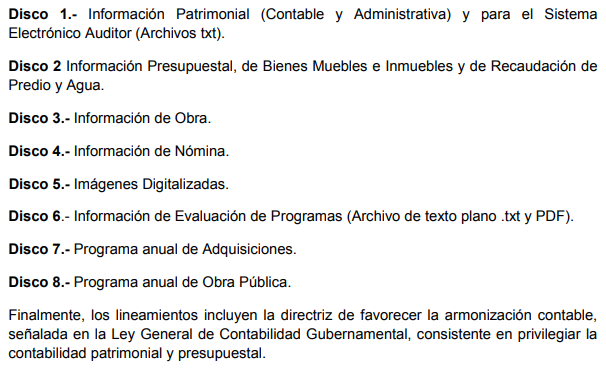 Disco 1.- Información Patrimonial (Contable y Administrativa) y para el Sistema
Electrónico Auditor (Archivos txt).
Disco 2 Información Presupuestal, de Bienes Muebles e Inmuebles y de Recaudación de
Predio y Agua.
Disco 3.- Información de Obra.
Disco 4.- Información de Nómina.
Disco 5.- Imágenes Digitalizadas.
Disco 6.- Información de Evaluación de Programas (Archivo de texto plano .txt y PDF).
Disco 7.- Programa anual de Adquisiciones.
Disco 8.- Programa anual de Obra Pública.
Finalmente, los lineamientos incluyen la directriz de favorecer la armonización contable,
señalada en la Ley General de Contabilidad Gubernamental, consistente en privilegiar la
contabilidad patrimonial y presupuestal.